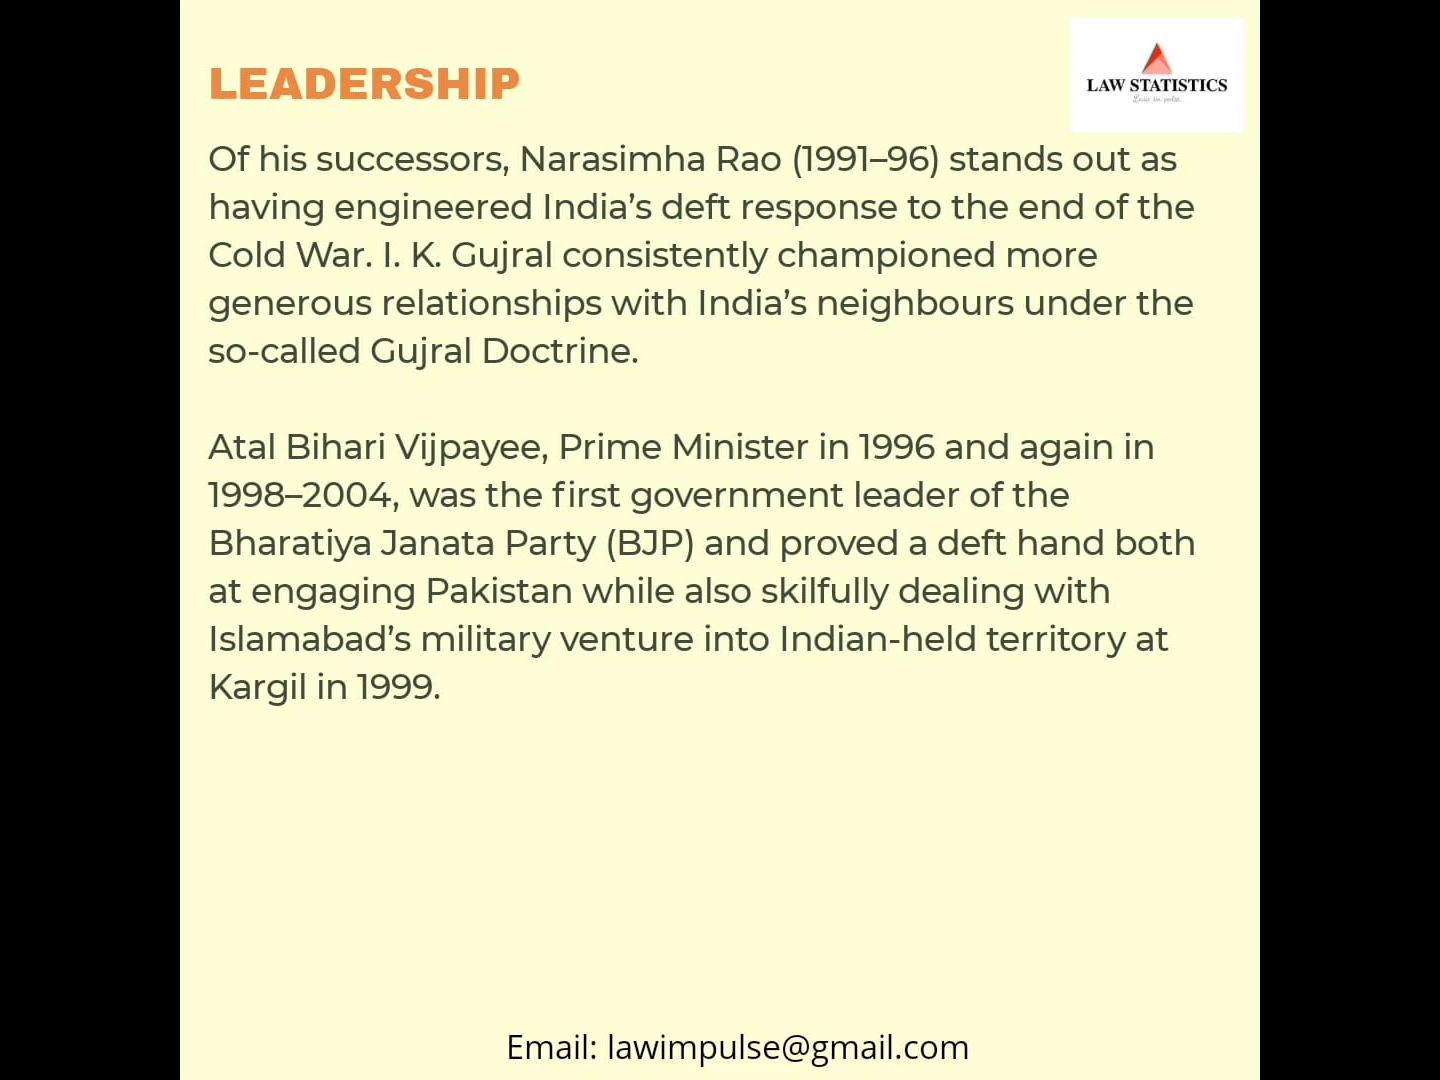 LEADERSHIP
LAW STATISTICS
Law in pulse
Of his successors, Narasimha Rao (1991–96) stands out as
having engineered India’s deft response to the end of the
Cold War. I. K. Gujral consistently championed more
generous relationships with India’s neighbours under the
so-called Gujral Doctrine.
Atal Bihari Vijpayee, Prime Minister in 1996 and again in
1998–2004, was the first government leader of the
Bharatiya Janata Party (BJP) and proved a deft hand both
at engaging Pakistan while also skilfully dealing with
Islamabad’s military venture into Indian-held territory at
Kargil in 1999.
Email: lawimpulse@gmail.com